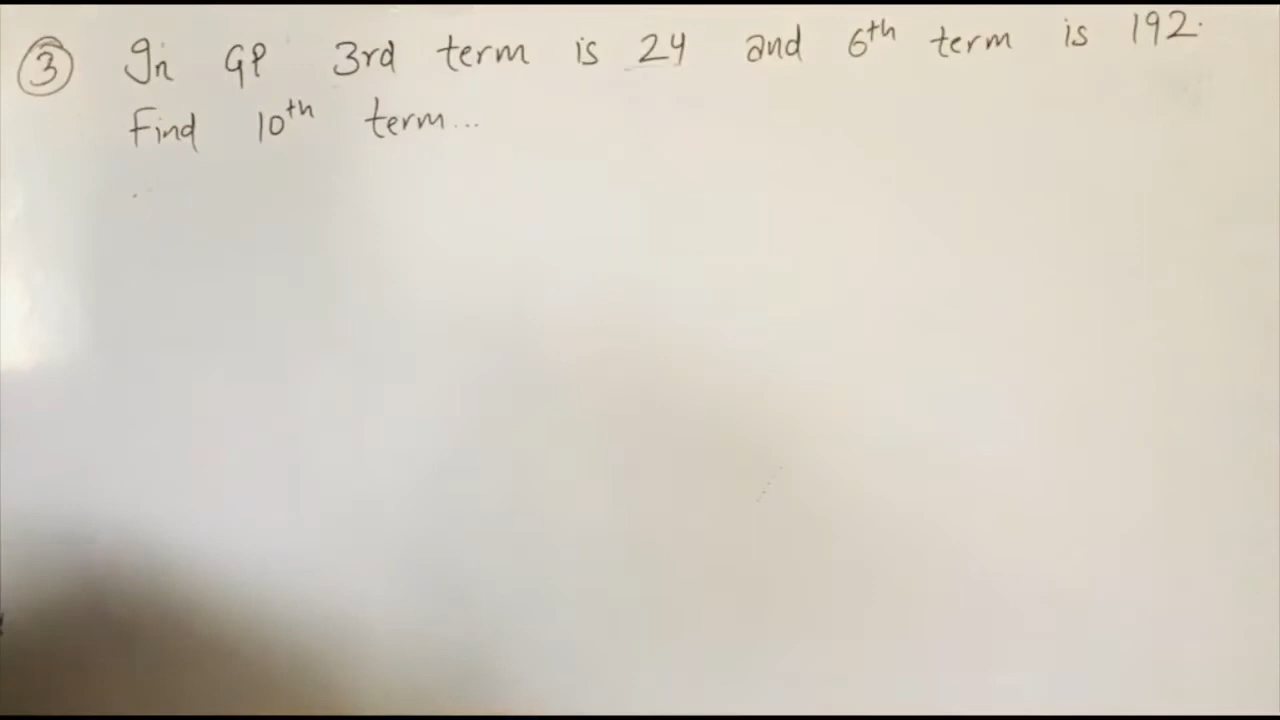 ③ In GP 3rd term is 24 and 6th term is 192.
Find 10th term...